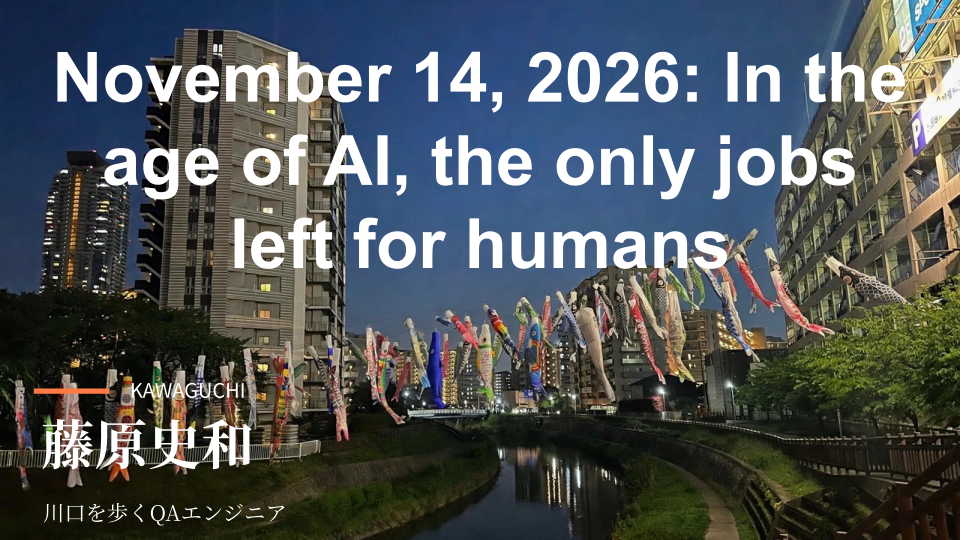 November 14, 2026: In the
age of AI, the only jobs
left for humans
KAWAGUCHI
藤原史和
川口を歩くQAエンジニア
P